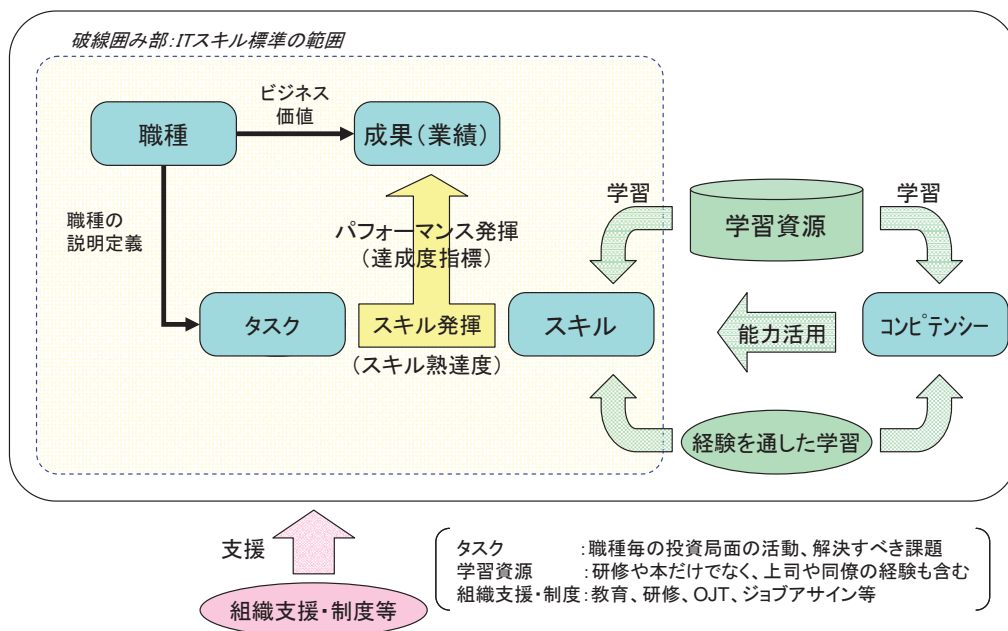 破線囲み部:ITスキル標準の範囲
ビジネス
価値
職種
成果(業績)
学習
学習
学習資源
職種の
説明定義
パフォーマンス発揮
(達成度指標)
タスク
スキル発揮
スキル
能力活用
コンピテンシー
(スキル熟達度)
経験を通した学習
支援
組織支援・制度等
タスク :職種毎の投資局面の活動、解決すべき課題
学習資源 :研修や本だけでなく、上司や同僚の経験も含む
組織支援・制度:教育、研修、OJT、ジョブアサイン等